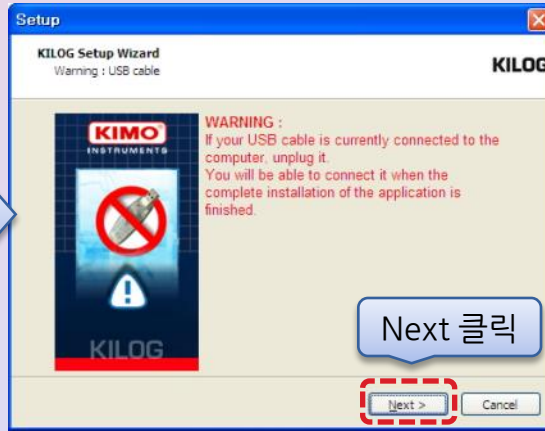 Setup
KILOG Setup Wizard
Warning : USB cable
KILOG
KIMO
INSTRUMENTS
WARNING :
If your USB cable is currently connected to the
computer, unplug it.
You will be able to connect it when the
complete installation of the application is
finished.
KILOG
Next 클릭
Next >
Cancel